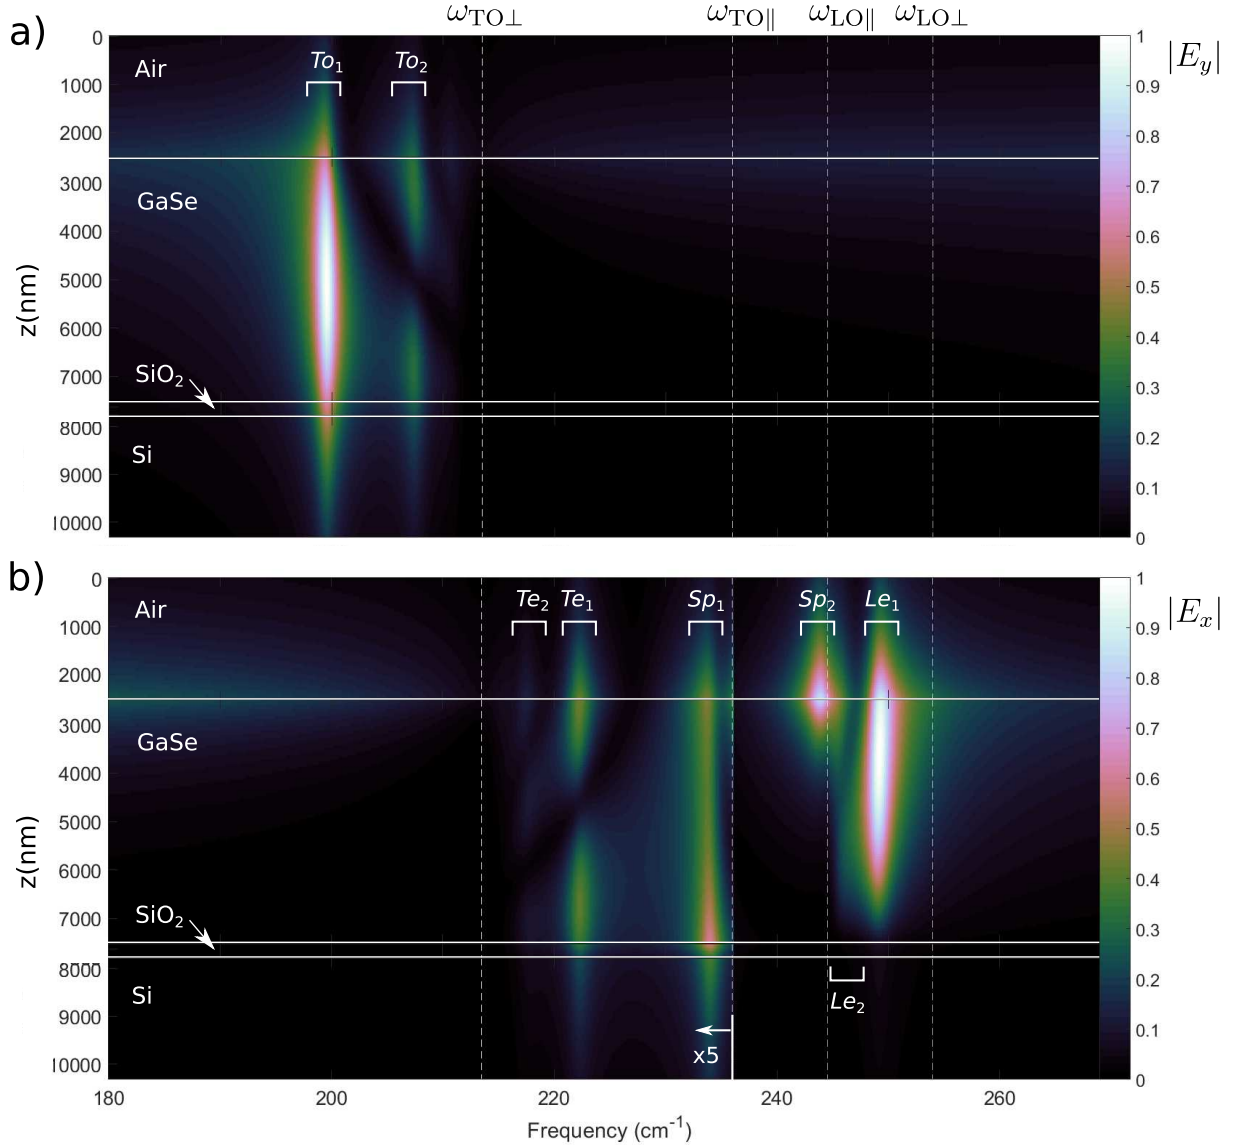 a)
ωTO⊥ ωTO∥ ωLO∥ ωLO⊥
|Ey|
0
1000
2000
3000
4000
5000
6000
7000
8000
9000
10000
z(nm)
Air
GaSe
SiO2
Si
To1 To2
1
0.9
0.8
0.7
0.6
0.5
0.4
0.3
0.2
0.1
0
b)
|Ex|
0
1000
2000
3000
4000
5000
6000
7000
8000
9000
10000
z(nm)
Air
GaSe
SiO2
Si
Te2 Te1 Sp1 Sp2 Le1
Le2
x5
1
0.9
0.8
0.7
0.6
0.5
0.4
0.3
0.2
0.1
0
180 200 220 240 260
Frequency (cm-1)